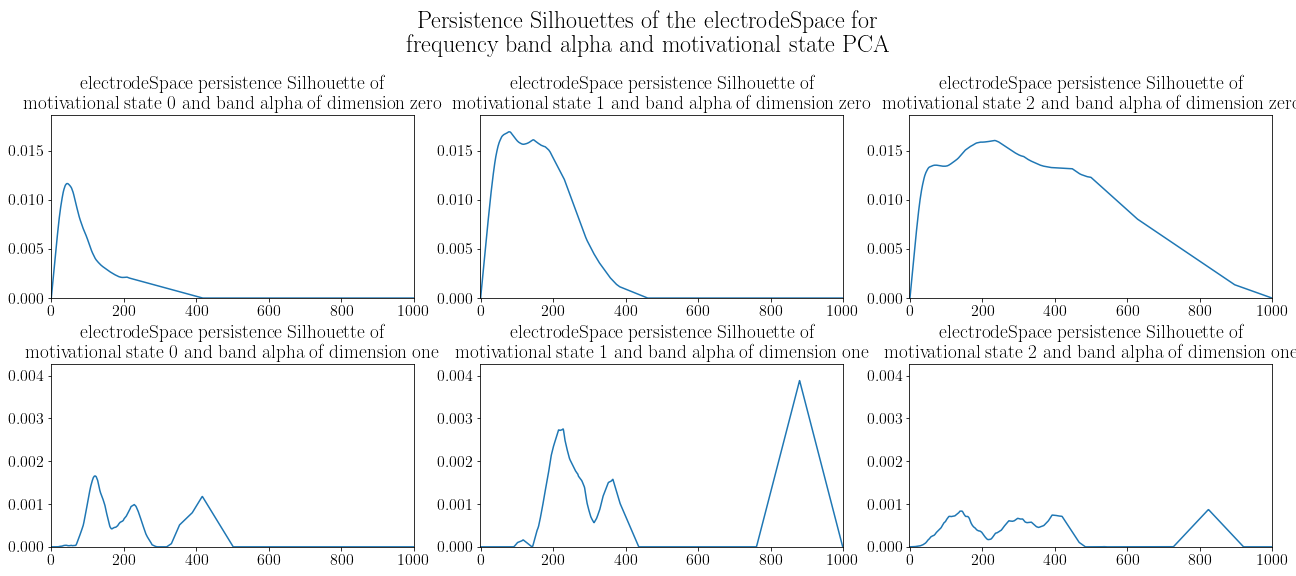 Persistence Silhouettes of the electrodeSpace for
frequency band alpha and motivational state PCA
electrodeSpace persistence Silhouette of
motivational state 0 and band alpha of dimension zero
0.015
0.010
0.005
0.000
0 200 400 600 800 1000
electrodeSpace persistence Silhouette of
motivational state 1 and band alpha of dimension zero
0.015
0.010
0.005
0.000
0 200 400 600 800 1000
electrodeSpace persistence Silhouette of
motivational state 2 and band alpha of dimension zero
0.015
0.010
0.005
0.000
0 200 400 600 800 1000
electrodeSpace persistence Silhouette of
motivational state 0 and band alpha of dimension one
0.004
0.003
0.002
0.001
0.000
0 200 400 600 800 1000
electrodeSpace persistence Silhouette of
motivational state 1 and band alpha of dimension one
0.004
0.003
0.002
0.001
0.000
0 200 400 600 800 1000
electrodeSpace persistence Silhouette of
motivational state 2 and band alpha of dimension one
0.004
0.003
0.002
0.001
0.000
0 200 400 600 800 1000